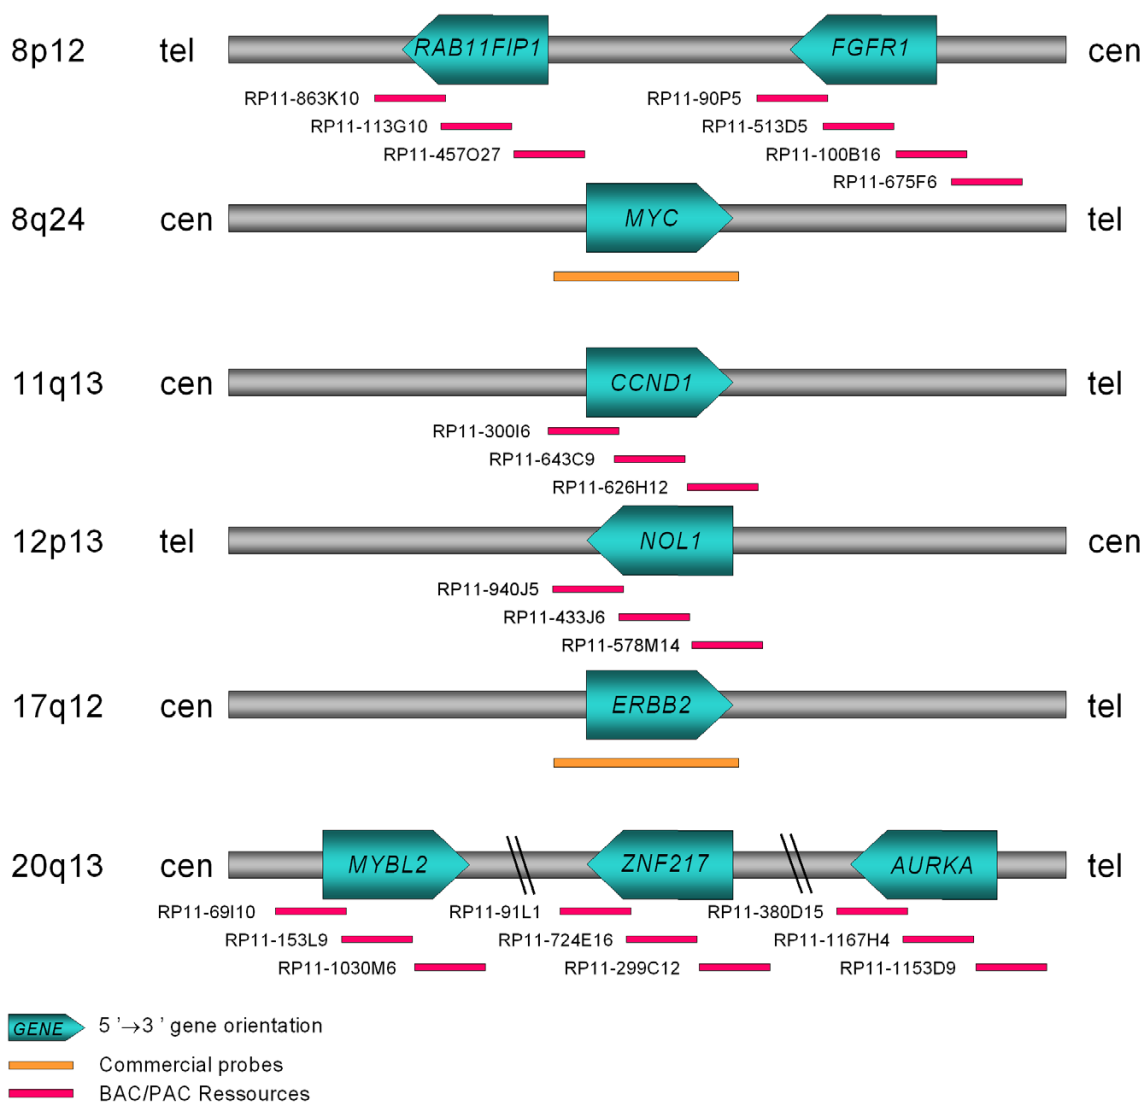 8p12 tel RAB11FIP1 FGFR1 cen
RP11-863K10 RP11-90P5
RP11-113G10 RP11-513D5
RP11-457O27 RP11-100B16
RP11-675F6
8q24 cen MYC tel
11q13 cen CCND1 tel
RP11-300I6
RP11-643C9
RP11-626H12
12p13 tel NOL1 cen
RP11-940J5
RP11-433J6
RP11-578M14
17q12 cen ERBB2 tel
20q13 cen MYBL2 ZNF217 AURKA tel
RP11-69I10 RP11-91L1 RP11-380D15
RP11-153L9 RP11-724E16 RP11-1167H4
RP11-1030M6 RP11-299C12 RP11-1153D9
GENE 5 '→3 ' gene orientation
Commercial probes
BAC/PAC Ressources